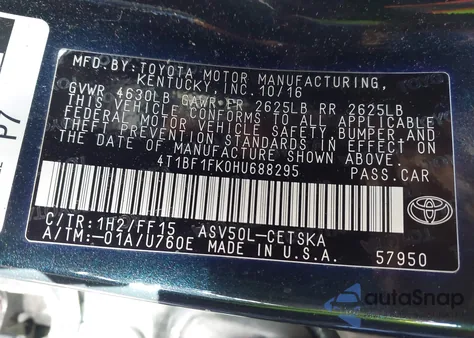 MFD.BY:TOYOTA MOTOR MANUFACTURING,
KENTUCKY, INC. 10/16
GVWR 4630LB GAWR FR 2625LB RR 2625LB
THIS VEHICLE CONFORMS TO ALL APPLICABLE
FEDERAL MOTOR VEHICLE SAFETY, BUMPER, AND
THEFT PREVENTION STANDARDS IN EFFECT ON
THE DATE OF MANUFACTURE SHOWN ABOVE.
4T1BF1FK0HU688295 PASS.CAR
C/TR:1H2/FF15 ASV50L-CETSKA
A/TM:-01A/U760E MADE IN U.S.A. 57950
P7
autoSnap